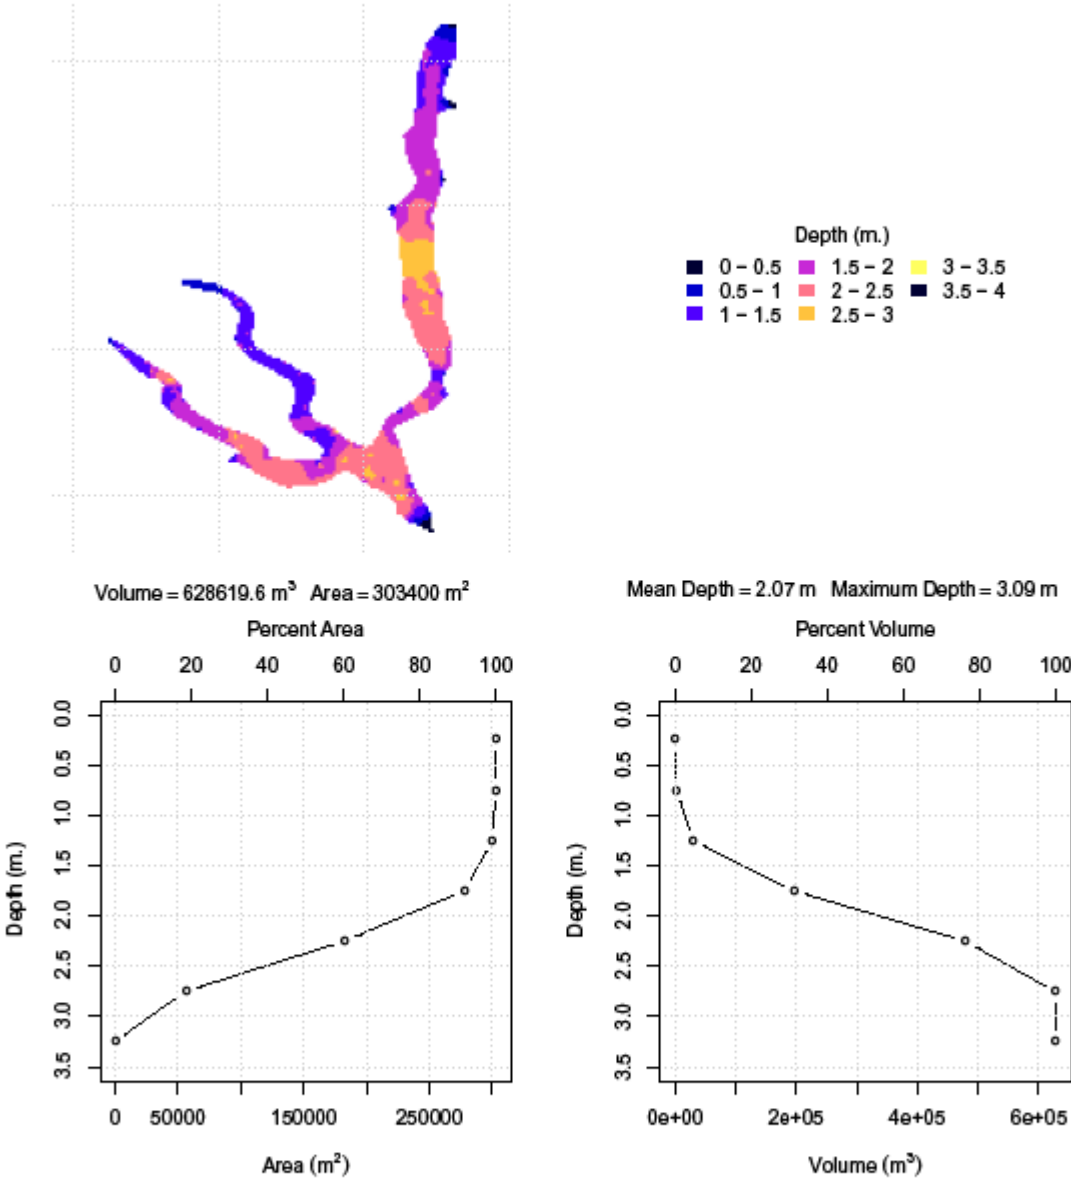 Depth (m.)
0 – 0.5 1.5 – 2 3 – 3.5
0.5 – 1 2 – 2.5 3.5 – 4
1 – 1.5 2.5 – 3
Volume = 628619.6 m³ Area = 303400 m²
Mean Depth = 2.07 m Maximum Depth = 3.09 m
Percent Area
0 20 40 60 80 100
Depth (m.)
0.0
0.5
1.0
1.5
2.0
2.5
3.0
3.5
0 50000 150000 250000
Area (m²)
Percent Volume
0 20 40 60 80 100
Depth (m.)
0.0
0.5
1.0
1.5
2.0
2.5
3.0
3.5
0e+00 2e+05 4e+05 6e+05
Volume (m³)